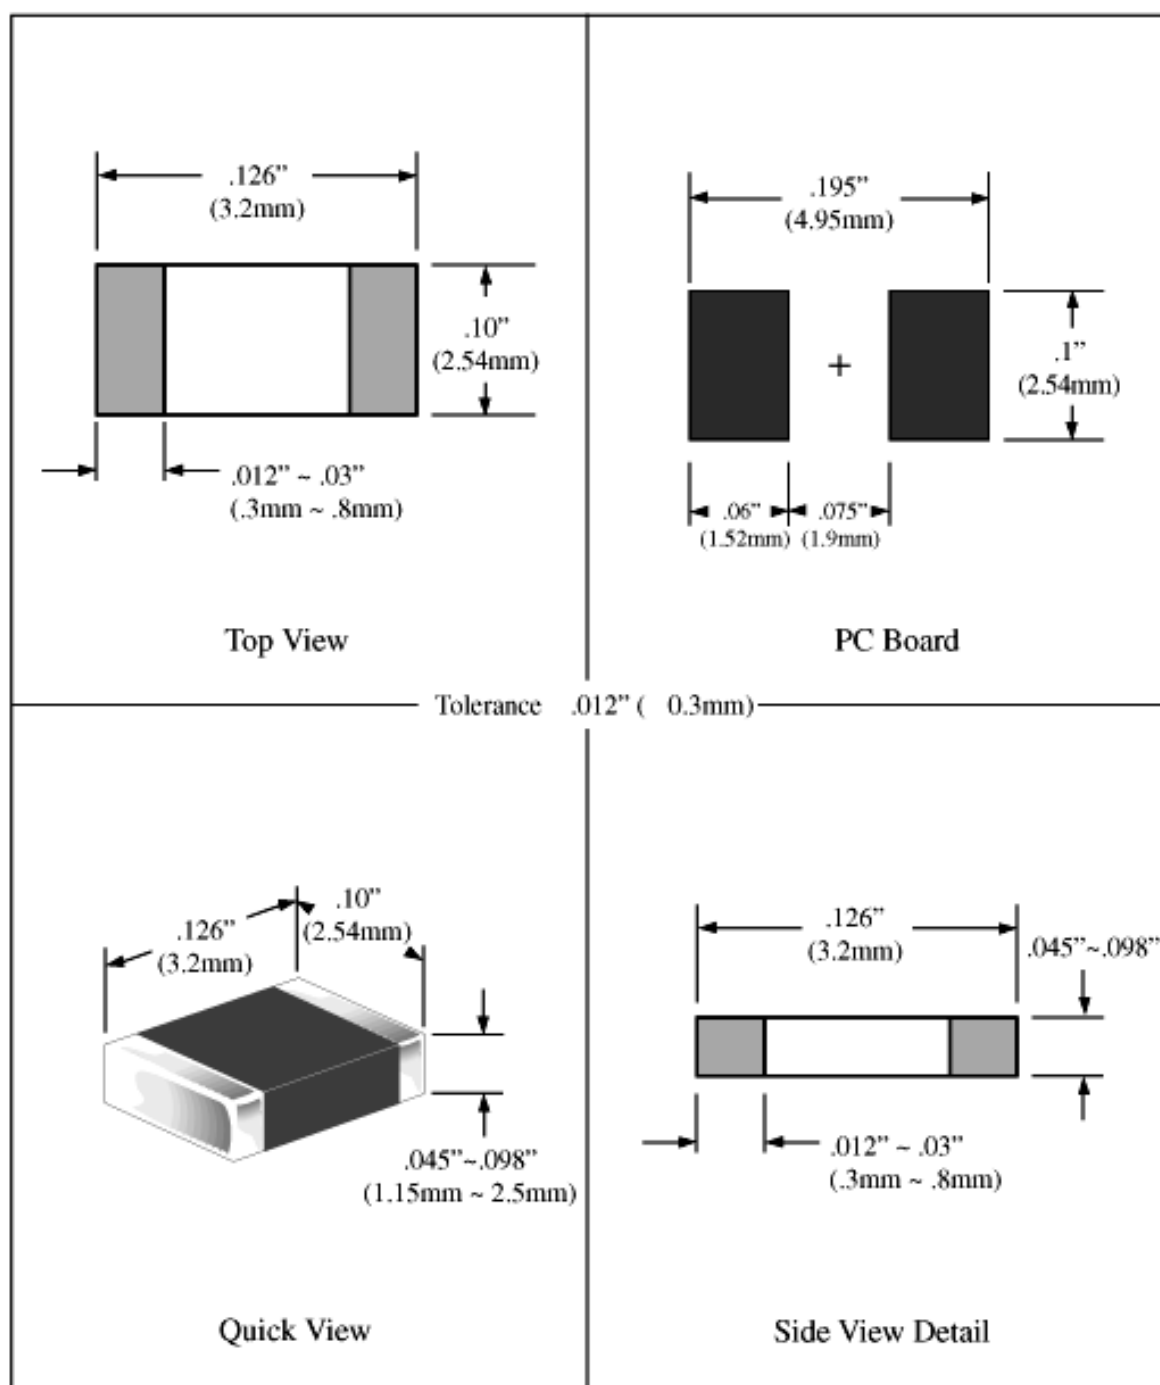 .126”
(3.2mm)
.10”
(2.54mm)
.012” ~ .03”
(.3mm ~ .8mm)
Top View
.195”
(4.95mm)
.1”
(2.54mm)
.06”
(1.52mm)
.075”
(1.9mm)
PC Board
Tolerance .012” ( 0.3mm)
.126”
(3.2mm)
.10”
(2.54mm)
.045”~.098”
(1.15mm ~ 2.5mm)
Quick View
.126”
(3.2mm)
.045”~.098”
.012” ~ .03”
(.3mm ~ .8mm)
Side View Detail